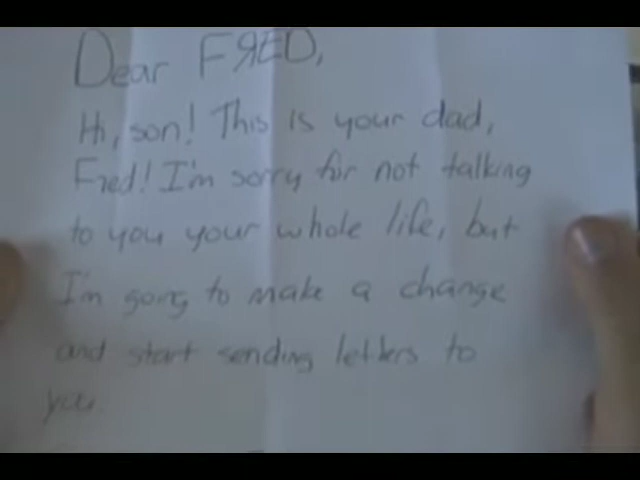 Dear FЯED,
Hi, son! This is your dad,
Fred! I'm sorry for not talking
to you your whole life, but
I'm going to make a change
and start sending letters to
you